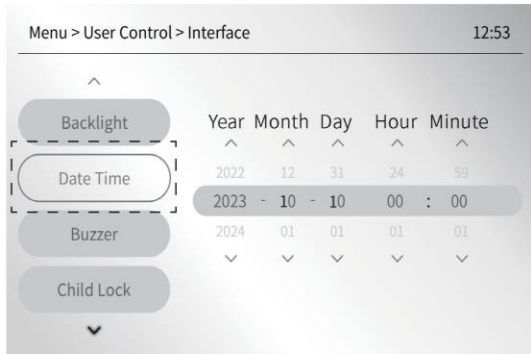 Menu > User Control > Interface 12:53
Backlight
Date Time
Buzzer
Child Lock
Year Month Day Hour Minute
2022 12 31 24 59
2023 - 10 - 10 00 : 00
2024 01 01 01 01